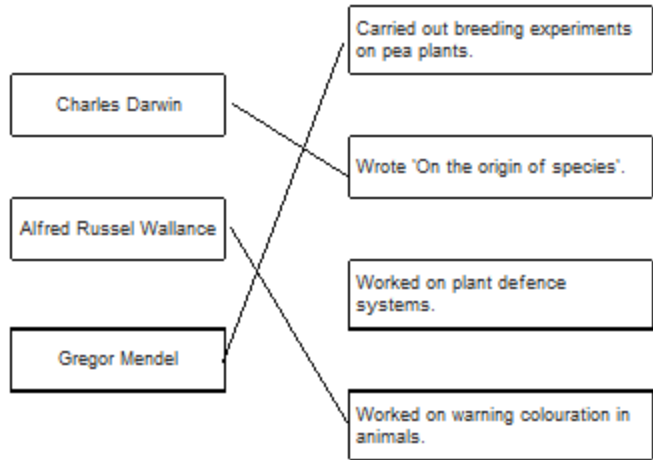 Charles Darwin
Alfred Russel Wallance
Gregor Mendel
Carried out breeding experiments
on pea plants.
Wrote 'On the origin of species'.
Worked on plant defence
systems.
Worked on warning colouration in
animals.